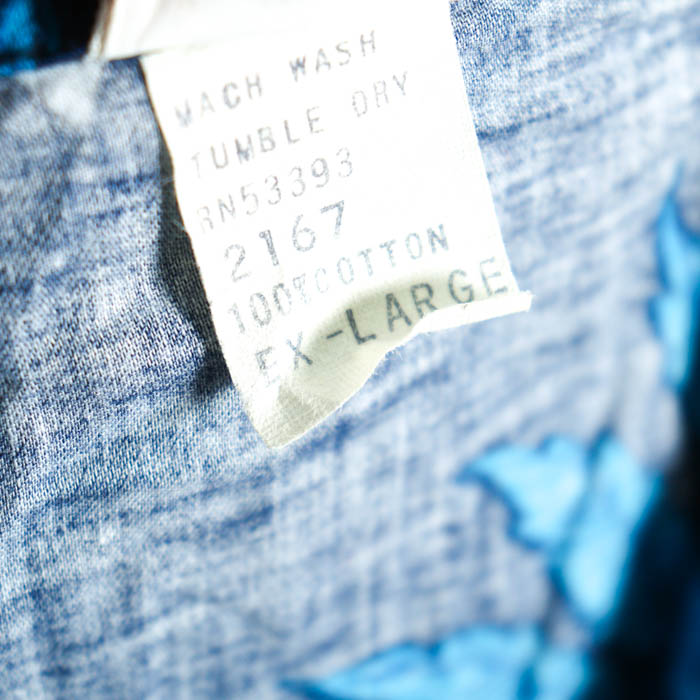 MACH WASH
TUMBLE DRY
RN53393
2167
100%COTTON
EX-LARGE